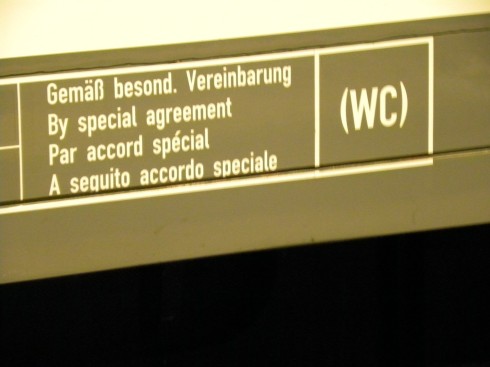 Gemäß besond. Vereinbarung
By special agreement
Par accord spécial
A seguito accordo speciale
(WC)